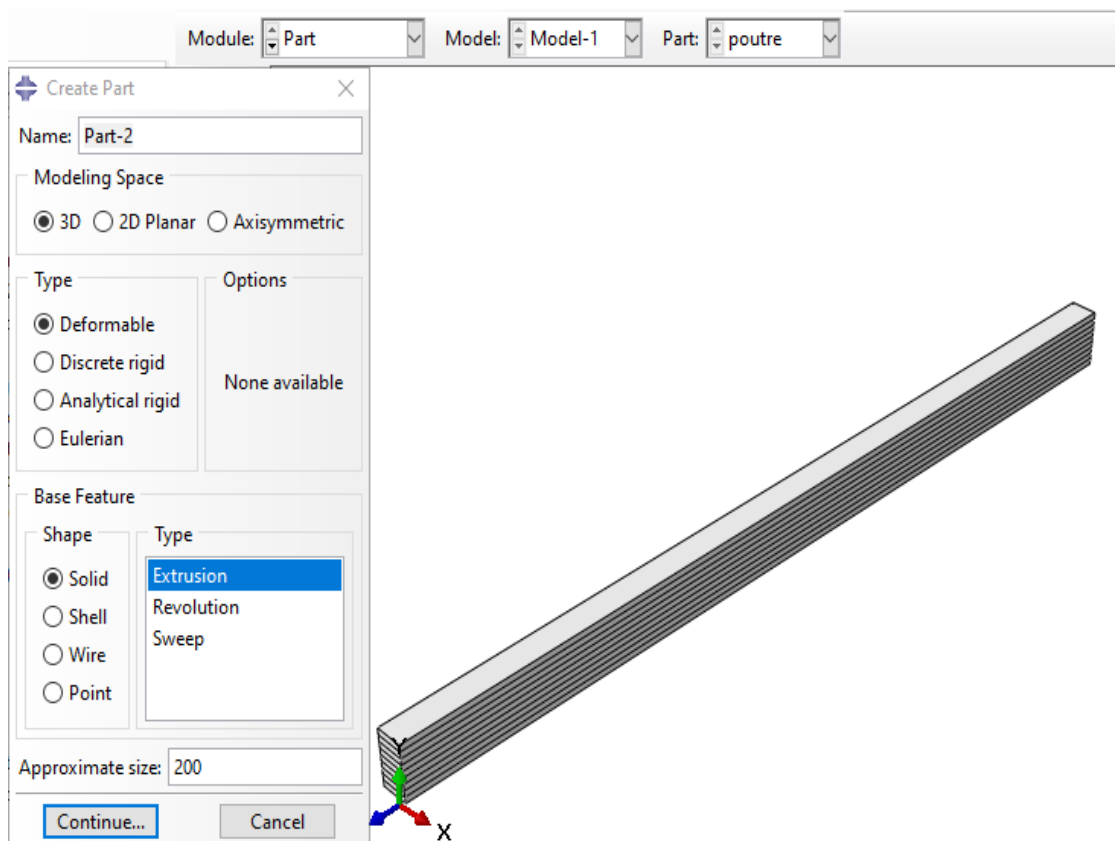 Module: Part Model: Model-1 Part: poutre
Create Part
Name: Part-2
Modeling Space
3D 2D Planar Axisymmetric
Type Options
Deformable
Discrete rigid
Analytical rigid
Eulerian
None available
Base Feature
Shape Type
Solid
Shell
Wire
Point
Extrusion
Revolution
Sweep
Approximate size: 200
Continue... Cancel
Y
X